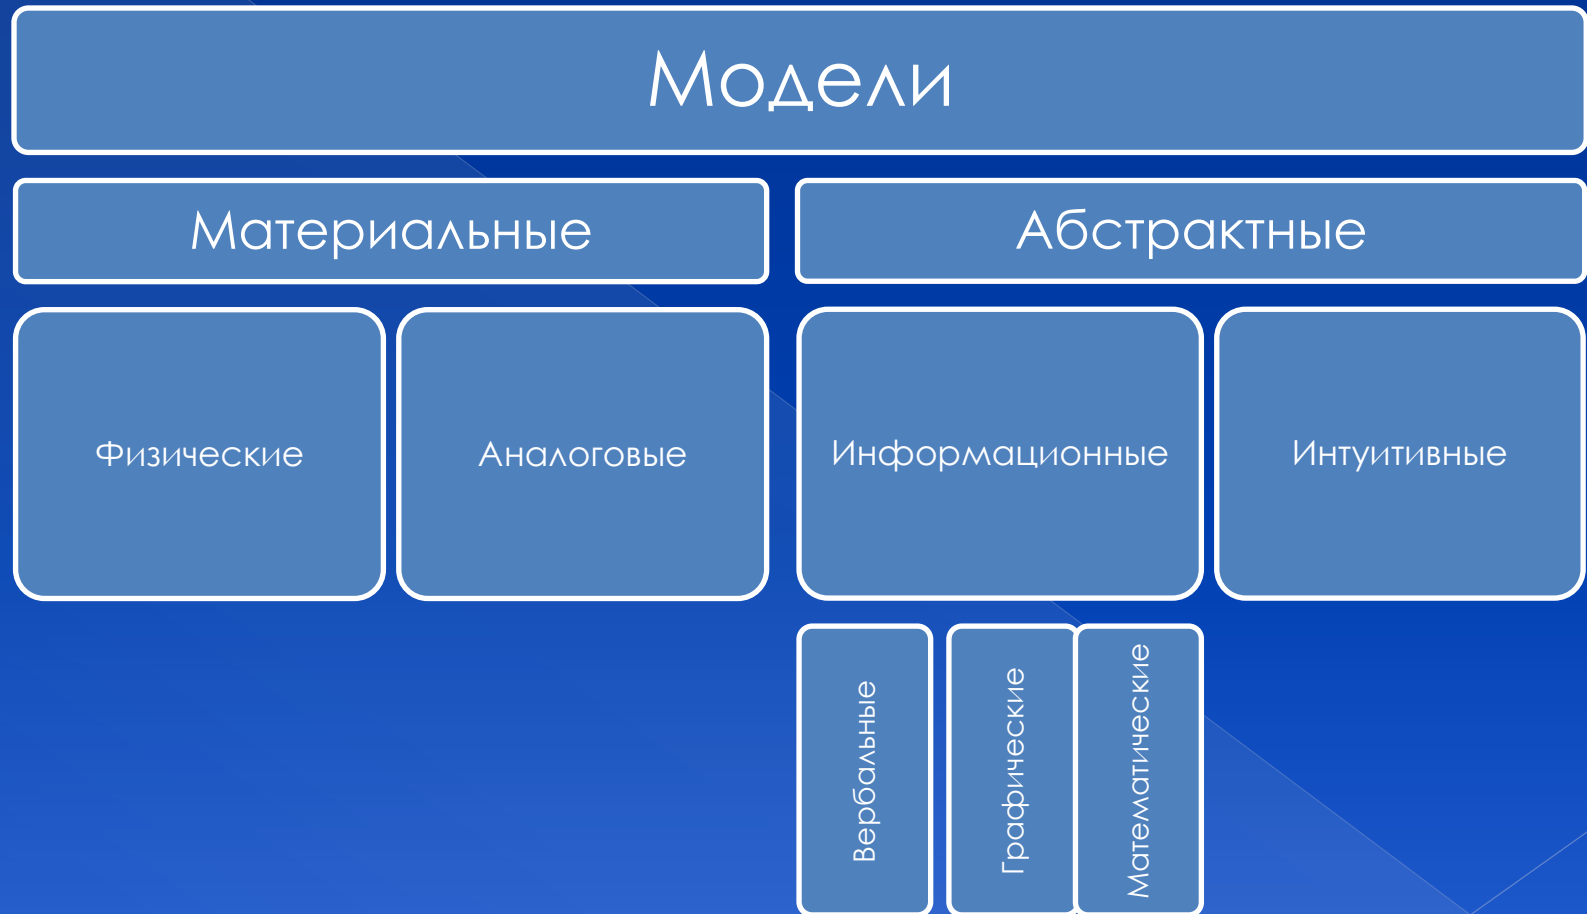 Модели
Материальные
Абстрактные
Физические
Аналоговые
Информационные
Интуитивные
Вербальные
Графические
Математические